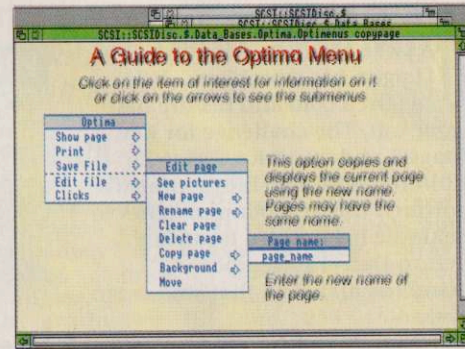 SCSI::SCSIDisc.$
SCSI::SCSIDisc.$.Data_Bases
SCSI::SCSIDisc.$.Data_Bases.Optima.Optimenus copypage
A Guide to the Optima Menu
Click on the item of interest for information on it
or click on the arrows to see the submenus
Optima
Show page
Print
Save File
Edit file
Clicks
Edit page
See pictures
New page
Rename page
Clear page
Delete page
Copy page
Background
Move
This option copies and
displays the current page
using the new name.
Pages may have the
same name.
Page name:
page_name
Enter the new name of
the page